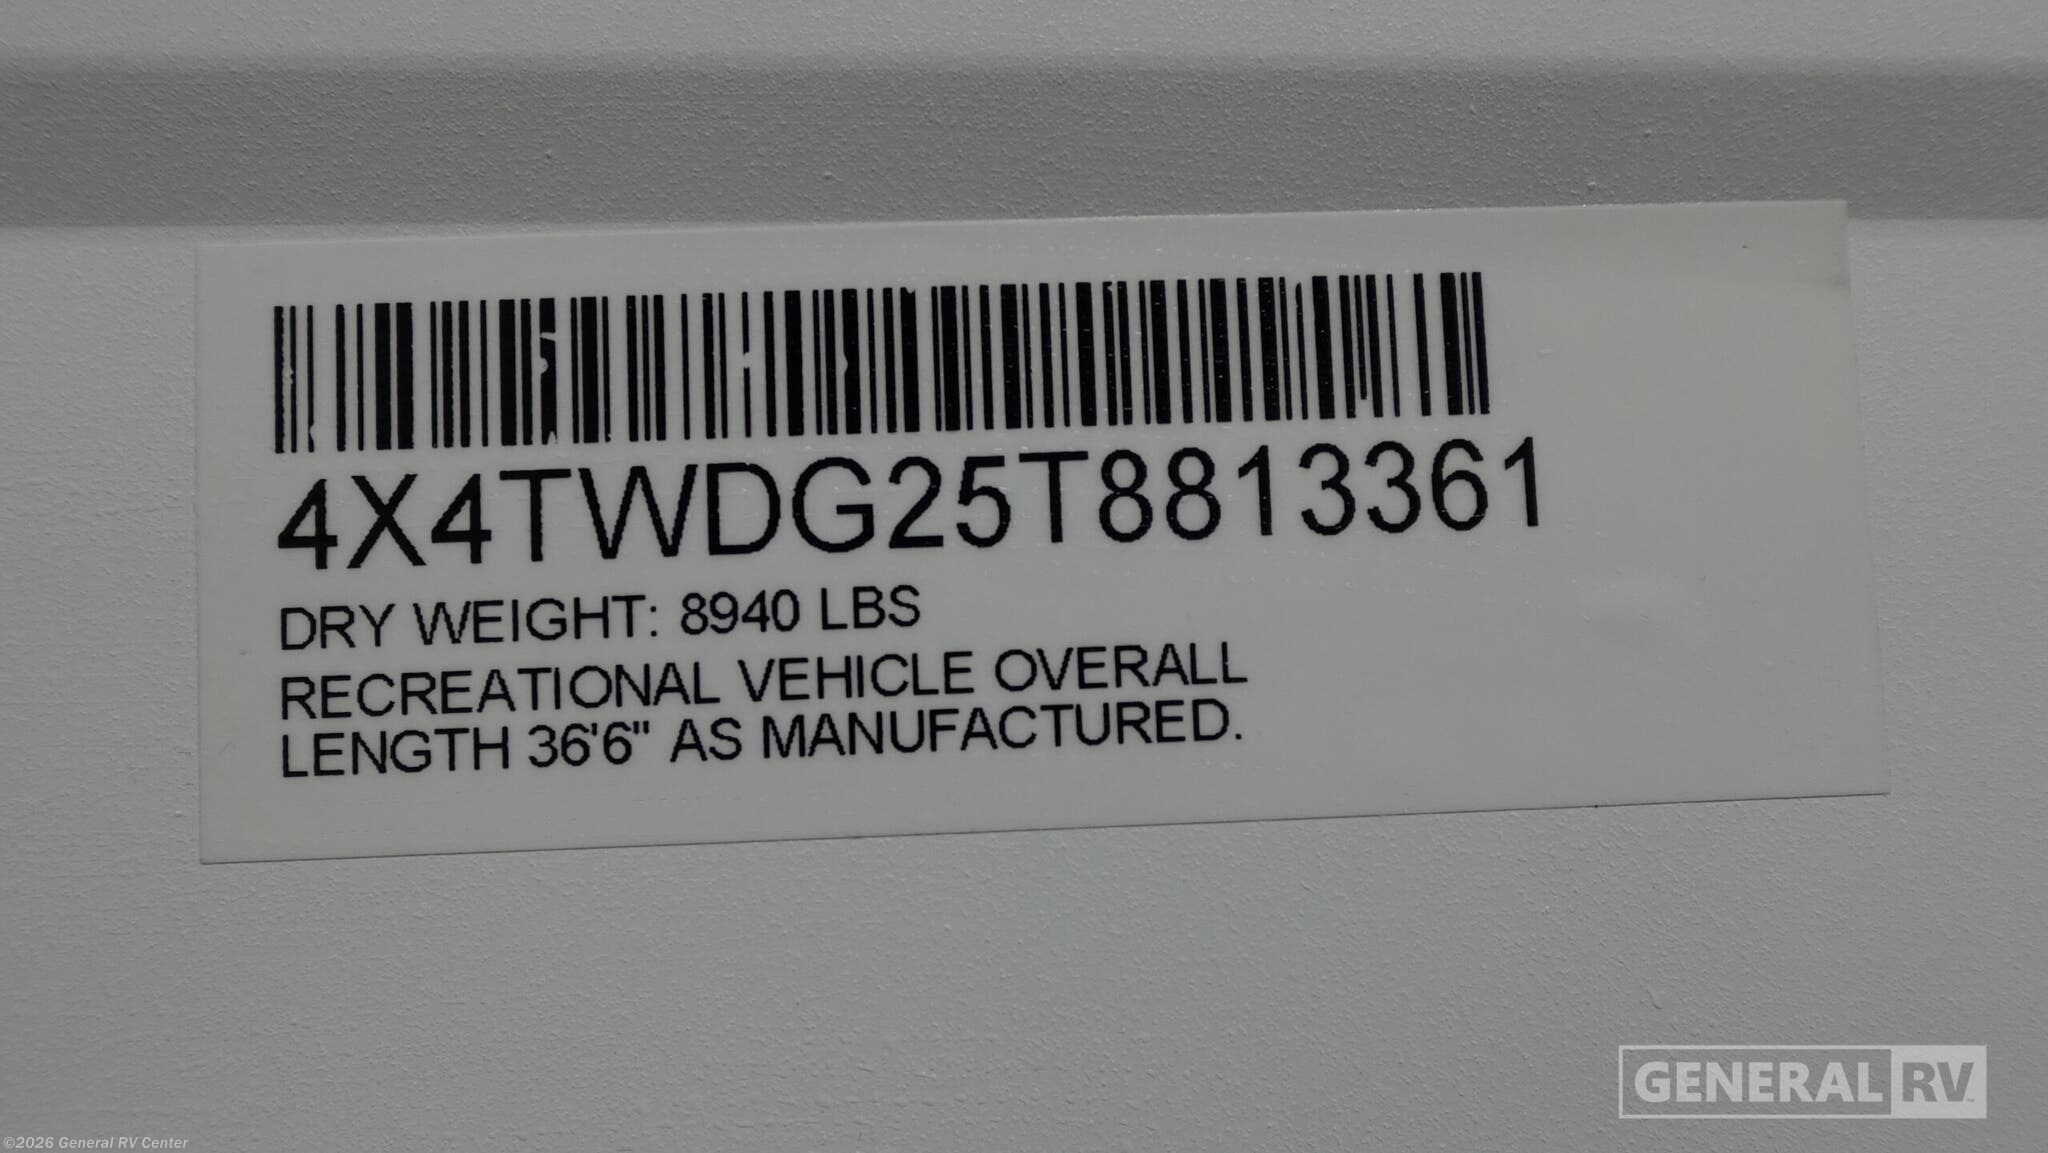 4X4TWDG25T8813361
DRY WEIGHT: 8940 LBS
RECREATIONAL VEHICLE OVERALL
LENGTH 36'6" AS MANUFACTURED.
GENERAL RV
©2026 General RV Center